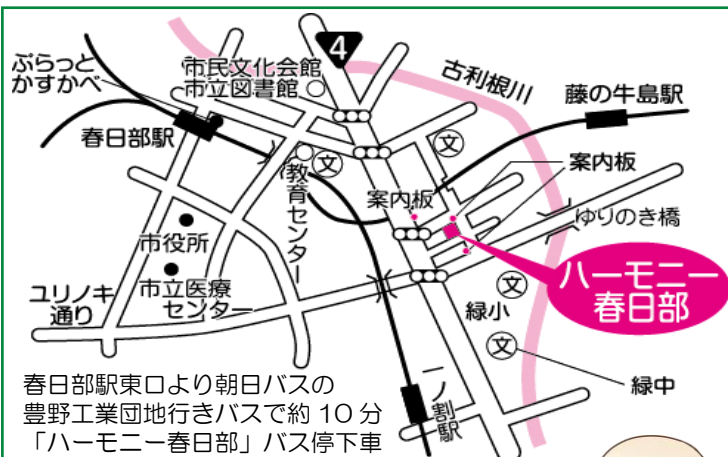 4
ぷらっと
かすかべ
市民文化会館
市立図書館
古利根川
藤の牛島駅
春日部駅
文
文
案内板
教育センター
案内板
ゆりのき橋
市役所
ハーモニー
春日部
市立医療
センター
ユリノキ
通り
文
緑小
文
緑中
一ノ割駅
春日部駅東口より朝日バスの
豊野工業団地行きバスで約 10 分
「ハーモニー春日部」バス停下車